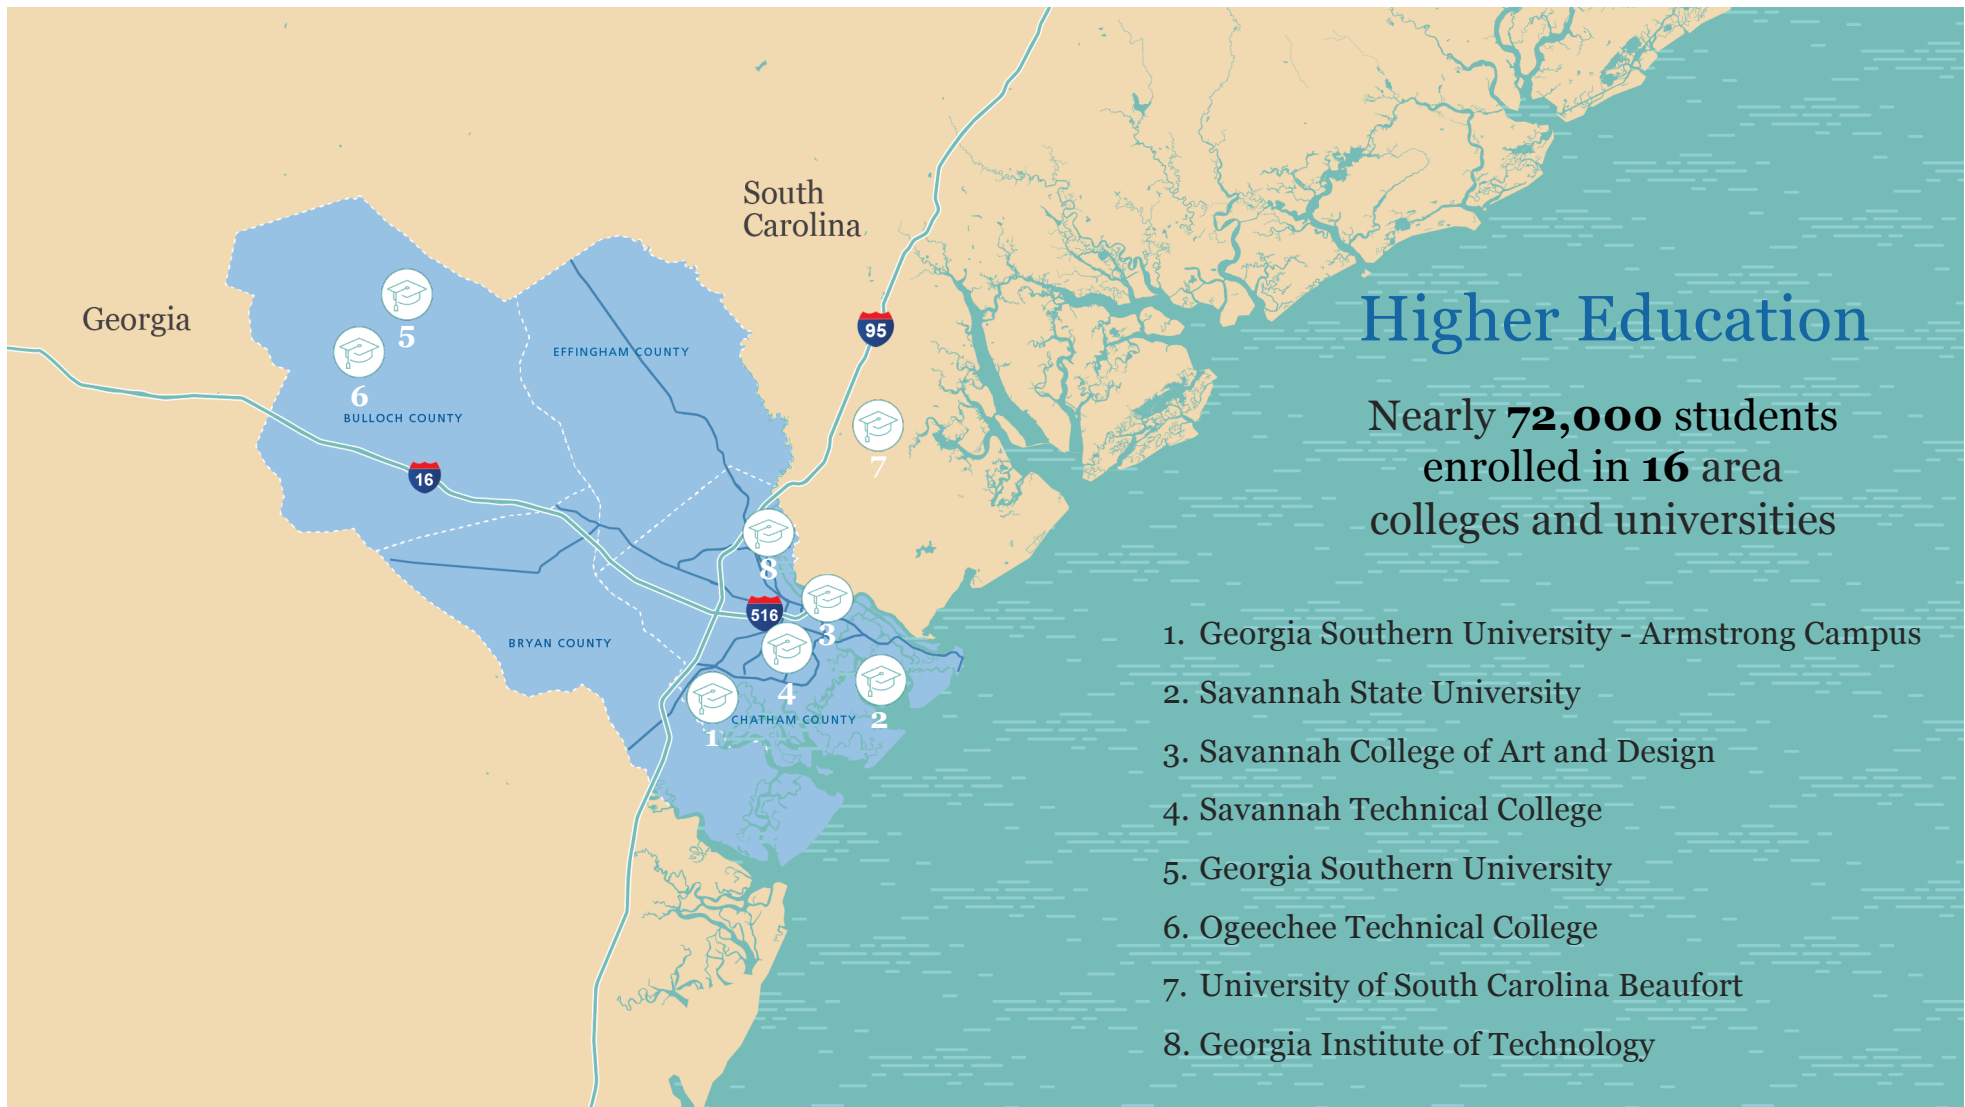 South
Carolina
Georgia
95
5
EFFINGHAM COUNTY
6
BULLOCH COUNTY
7
16
8
516
3
BRYAN COUNTY
4
CHATHAM COUNTY
2
1
Higher Education
Nearly 72,000 students
enrolled in 16 area
colleges and universities
1. Georgia Southern University - Armstrong Campus
2. Savannah State University
3. Savannah College of Art and Design
4. Savannah Technical College
5. Georgia Southern University
6. Ogeechee Technical College
7. University of South Carolina Beaufort
8. Georgia Institute of Technology